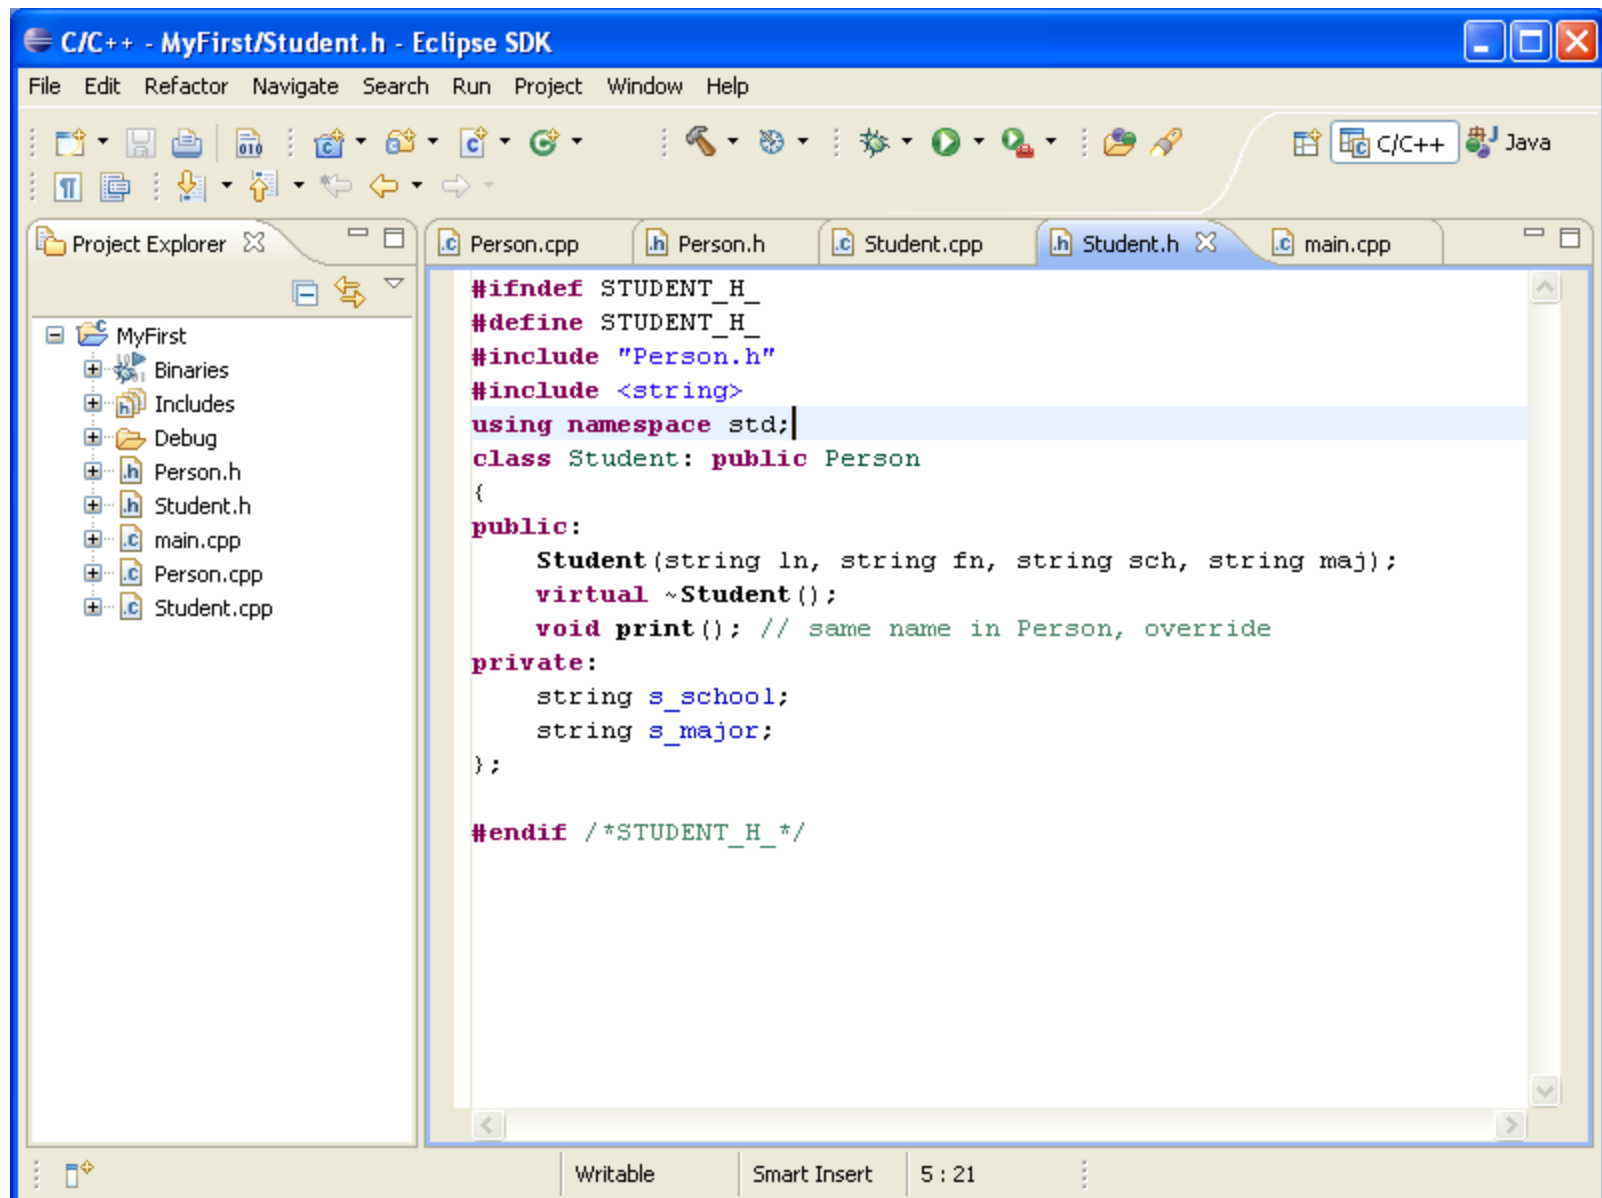 C/C++ - MyFirst/Student.h - Eclipse SDK
File Edit Refactor Navigate Search Run Project Window Help
010 C/C++ Java
Project Explorer
Person.cpp Person.h Student.cpp Student.h main.cpp
MyFirst
Binaries
Includes
Debug
Person.h
Student.h
main.cpp
Person.cpp
Student.cpp
#ifndef STUDENT_H_
#define STUDENT_H_
#include "Person.h"
#include <string>
using namespace std;
class Student: public Person
{
public:
    Student(string ln, string fn, string sch, string maj);
    virtual ~Student();
    void print(); // same name in Person, override
private:
    string s_school;
    string s_major;
};
#endif /*STUDENT_H_*/
Writable Smart Insert 5 : 21